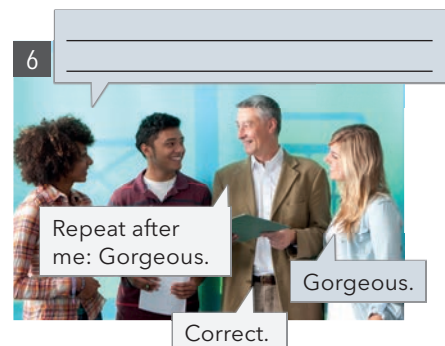 6
Repeat after
me: Gorgeous.
Gorgeous.
Correct.